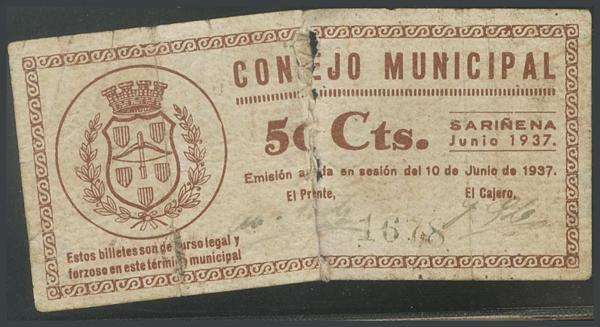 CONSEJO MUNICIPAL
50 Cts.
SARIÑENA
Junio 1937.
Emisión en sesión del 10 de Junio de 1937.
El Prente,
El Cajero,
1678
Estos billetes son de curso legal y
forzoso en este término municipal